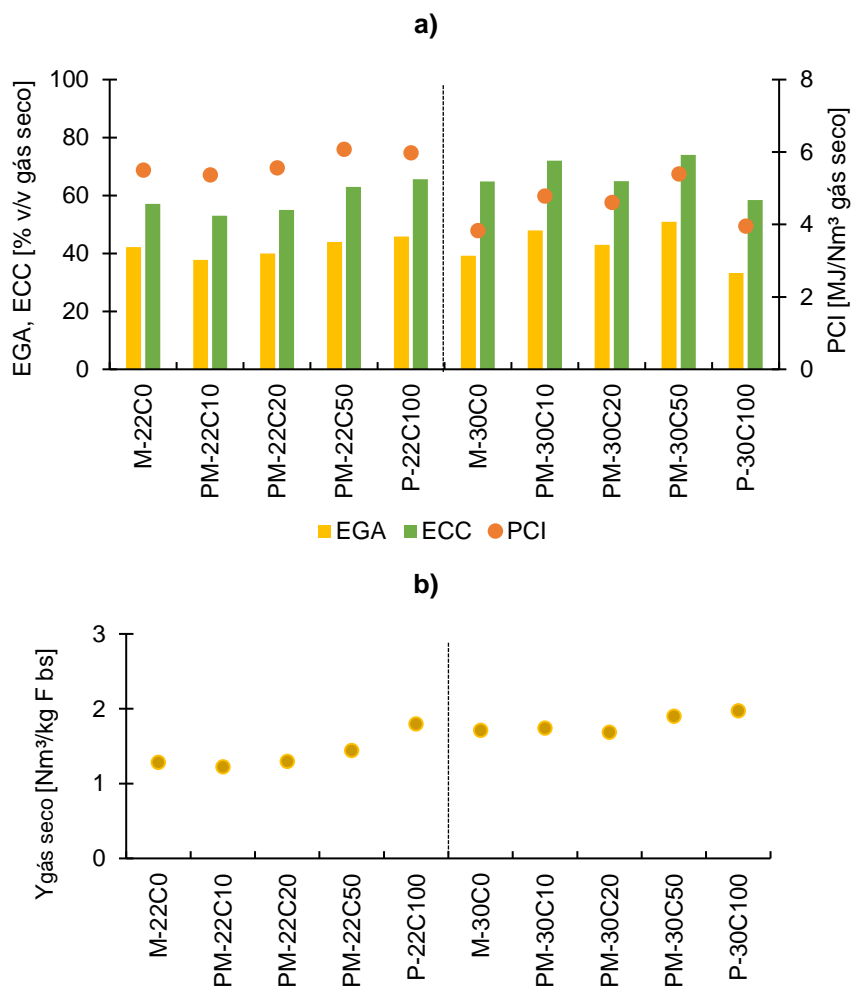 a)
EGA, ECC [% v/v gás seco]
100
80
60
40
20
0
PCI [MJ/Nm³ gás seco]
8
6
4
2
0
M-22C0
PM-22C10
PM-22C20
PM-22C50
P-22C100
M-30C0
PM-30C10
PM-30C20
PM-30C50
P-30C100
EGA
ECC
PCI
b)
Ygás seco [Nm³/kg F bs]
3
2
1
0
M-22C0
PM-22C10
PM-22C20
PM-22C50
P-22C100
M-30C0
PM-30C10
PM-30C20
PM-30C50
P-30C100